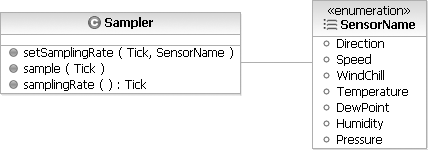 C Sampler
setSamplingRate ( Tick, SensorName )
sample ( Tick )
samplingRate ( ) : Tick
«enumeration»
SensorName
Direction
Speed
WindChill
Temperature
DewPoint
Humidity
Pressure